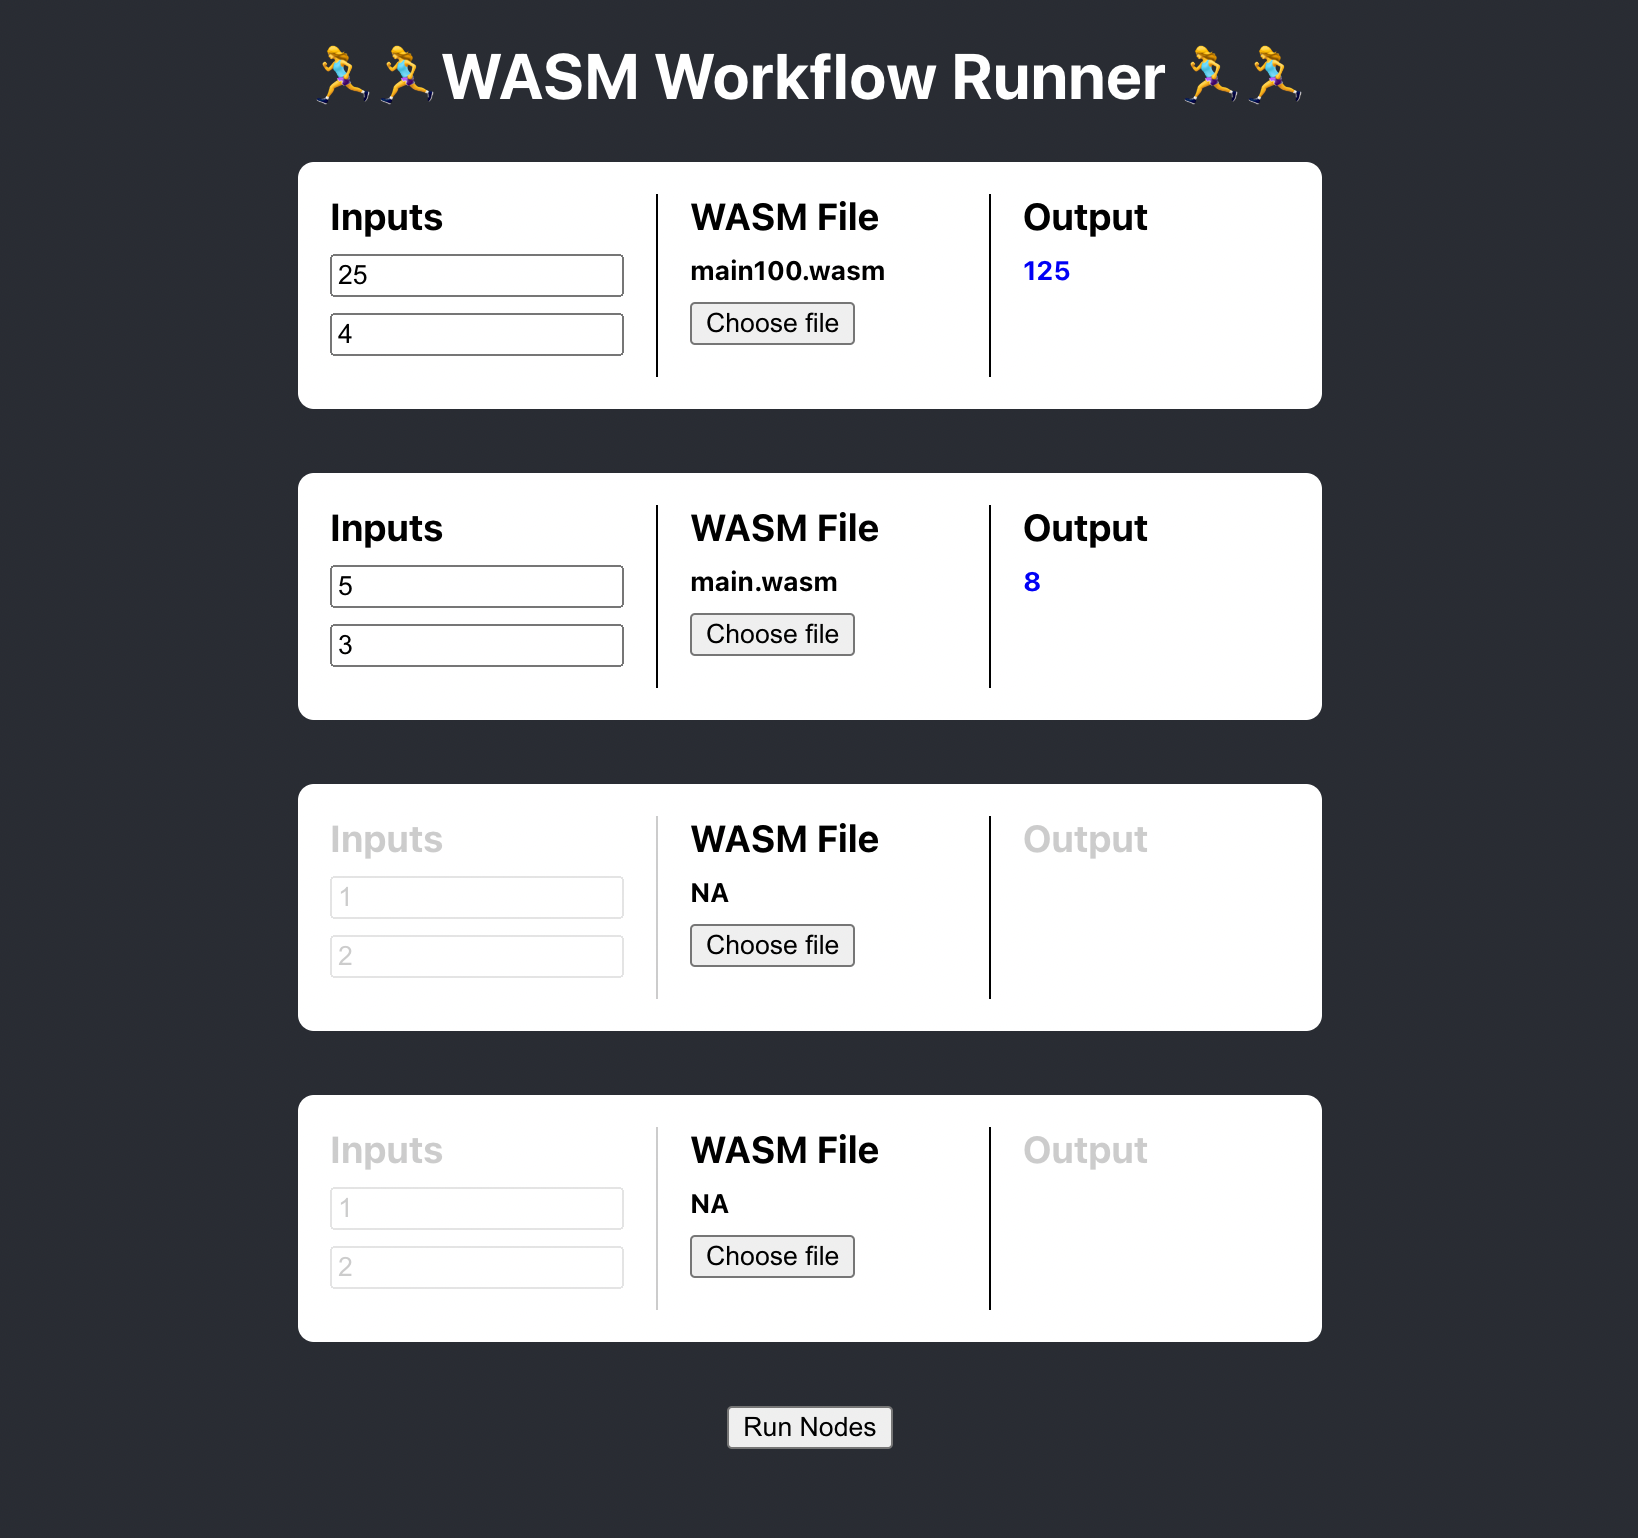 🏃‍♀️🏃‍♀️WASM Workflow Runner 🏃‍♀️🏃‍♀️
Inputs
25
4
WASM File
main100.wasm
Choose file
Output
125
Inputs
5
3
WASM File
main.wasm
Choose file
Output
8
Inputs
1
2
WASM File
NA
Choose file
Output
Inputs
1
2
WASM File
NA
Choose file
Output
Run Nodes